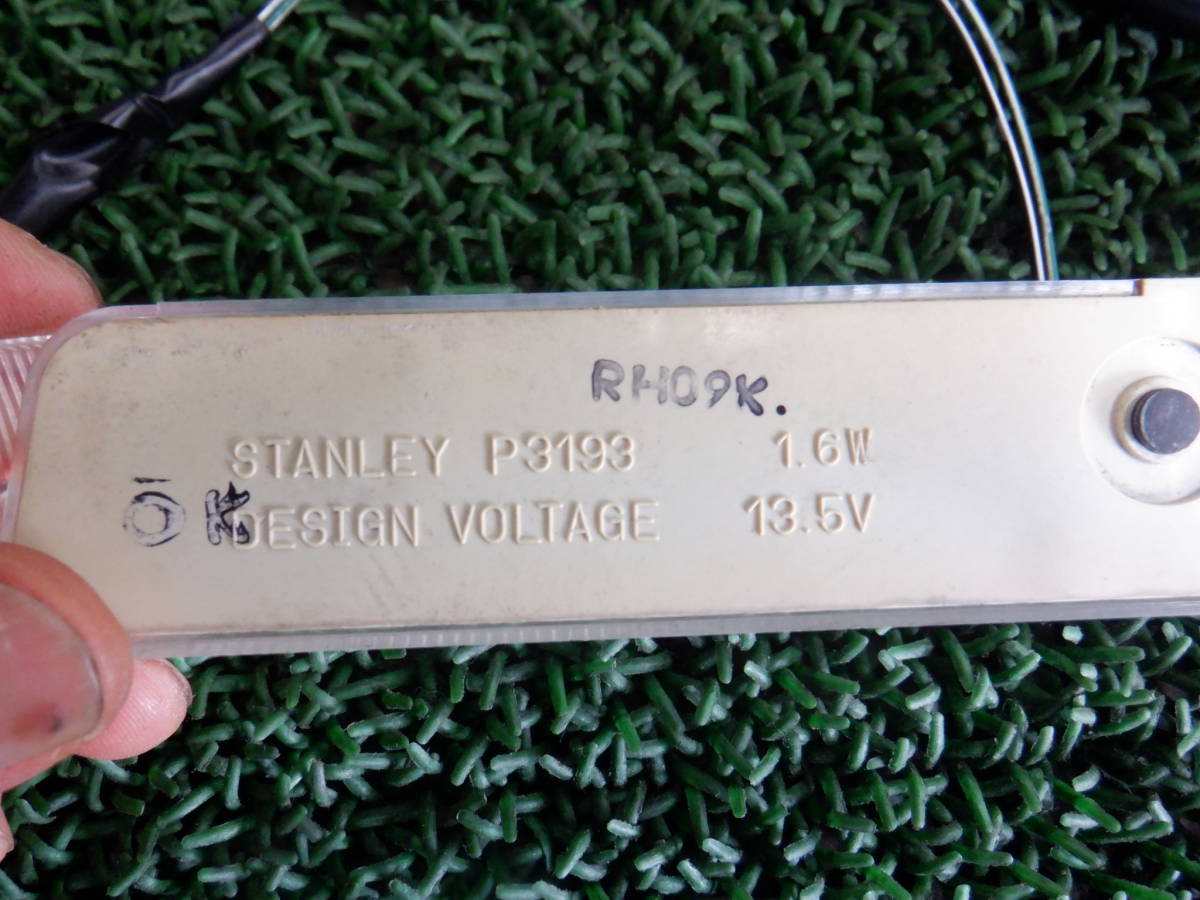 RH09K.
STANLEY P3193 1.6W
DESIGN VOLTAGE 13.5V